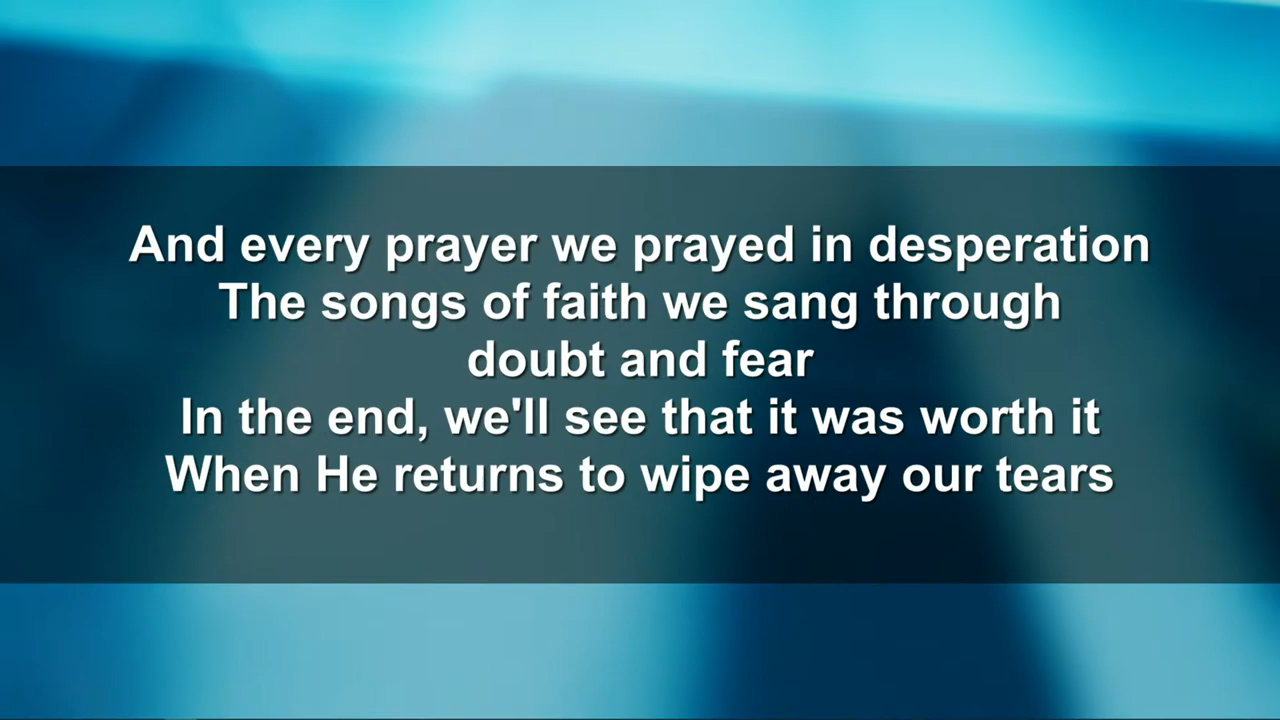 And every prayer we prayed in desperation
The songs of faith we sang through
doubt and fear
In the end, we'll see that it was worth it
When He returns to wipe away our tears